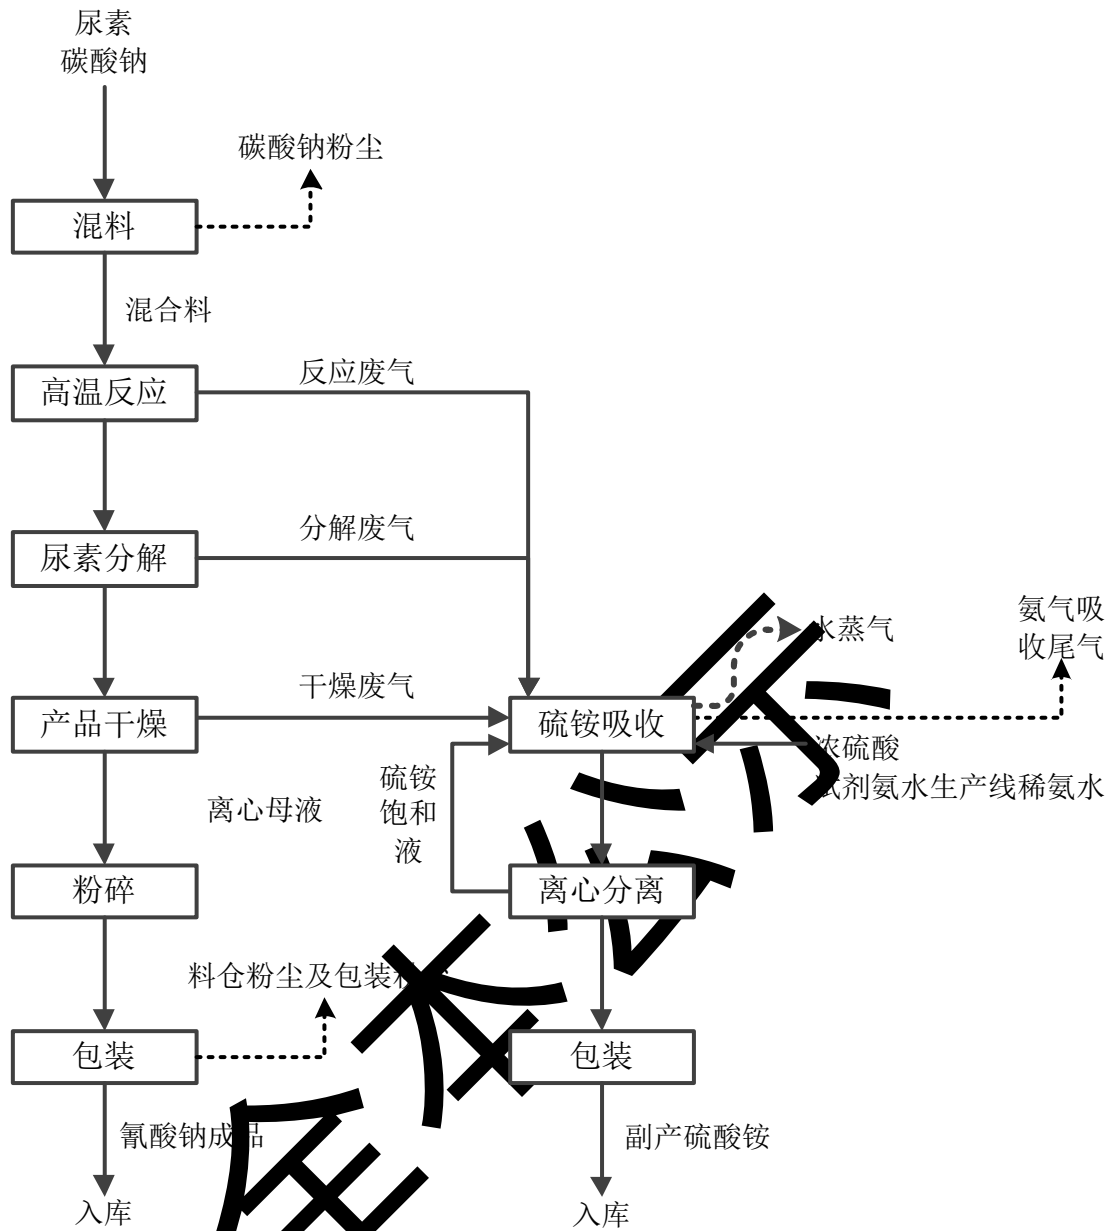 尿素
碳酸钠
碳酸钠粉尘
混料
混合料
高温反应
反应废气
尿素分解
分解废气
水蒸气
氨气吸
收尾气
产品干燥
干燥废气
硫铵吸收
浓硫酸
试剂氨水生产线稀氨水
硫铵
饱和
液
离心母液
粉碎
离心分离
料仓粉尘及包装
包装
包装
氰酸钠成品
副产硫酸铵
入库
入库